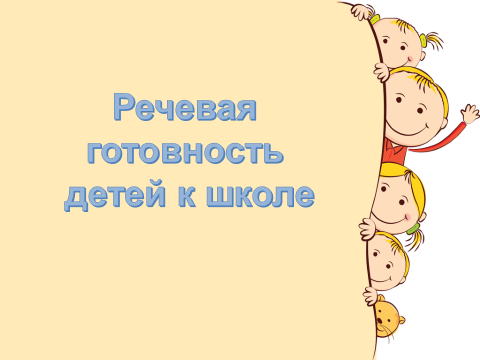 Речевая
готовность
детей к школе